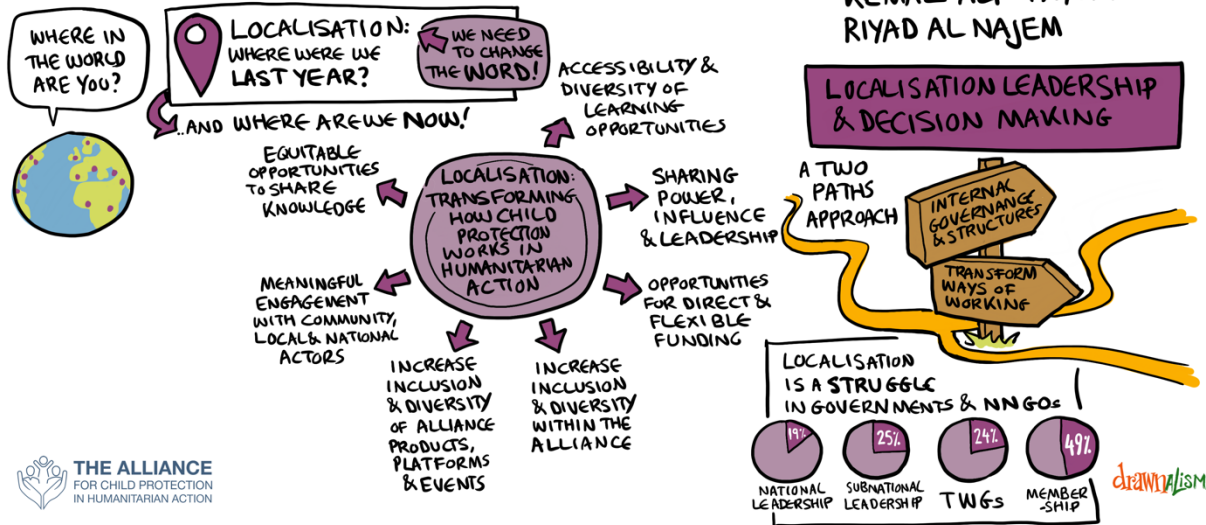 WHERE IN
THE WORLD
ARE YOU?
LOCALISATION:
WHERE WERE WE
LAST YEAR?
WE NEED
TO CHANGE
THE WORD!
..AND WHERE ARE WE NOW!
LOCALISATION:
TRANSFORMING
HOW CHILD
PROTECTION
WORKS IN
HUMANITARIAN
ACTION
ACCESSIBILITY &
DIVERSITY OF
LEARNING
OPPORTUNITIES
SHARING
POWER,
INFLUENCE
& LEADERSHIP
OPPORTUNITIES
FOR DIRECT &
FLEXIBLE
FUNDING
INCREASE
INCLUSION
& DIVERSITY
WITHIN THE
ALLIANCE
INCREASE
INCLUSION
& DIVERSITY
OF ALLIANCE
PRODUCTS,
PLATFORMS
& EVENTS
MEANINGFUL
ENGAGEMENT
WITH COMMUNITY,
LOCAL & NATIONAL
ACTORS
EQUITABLE
OPPORTUNITIES
TO SHARE
KNOWLEDGE
RIYAD AL NAJEM
LOCALISATION LEADERSHIP
& DECISION MAKING
A TWO
PATHS
APPROACH
INTERNAL
GOVERNANCE
& STRUCTURES
TRANSFORM
WAYS OF
WORKING
LOCALISATION
IS A STRUGGLE
IN GOVERNMENTS & NNGOs
19%
NATIONAL
LEADERSHIP
25%
SUBNATIONAL
LEADERSHIP
24%
TWGs
49%
MEMBER
-SHIP
THE ALLIANCE
FOR CHILD PROTECTION
IN HUMANITARIAN ACTION
drawnALISM